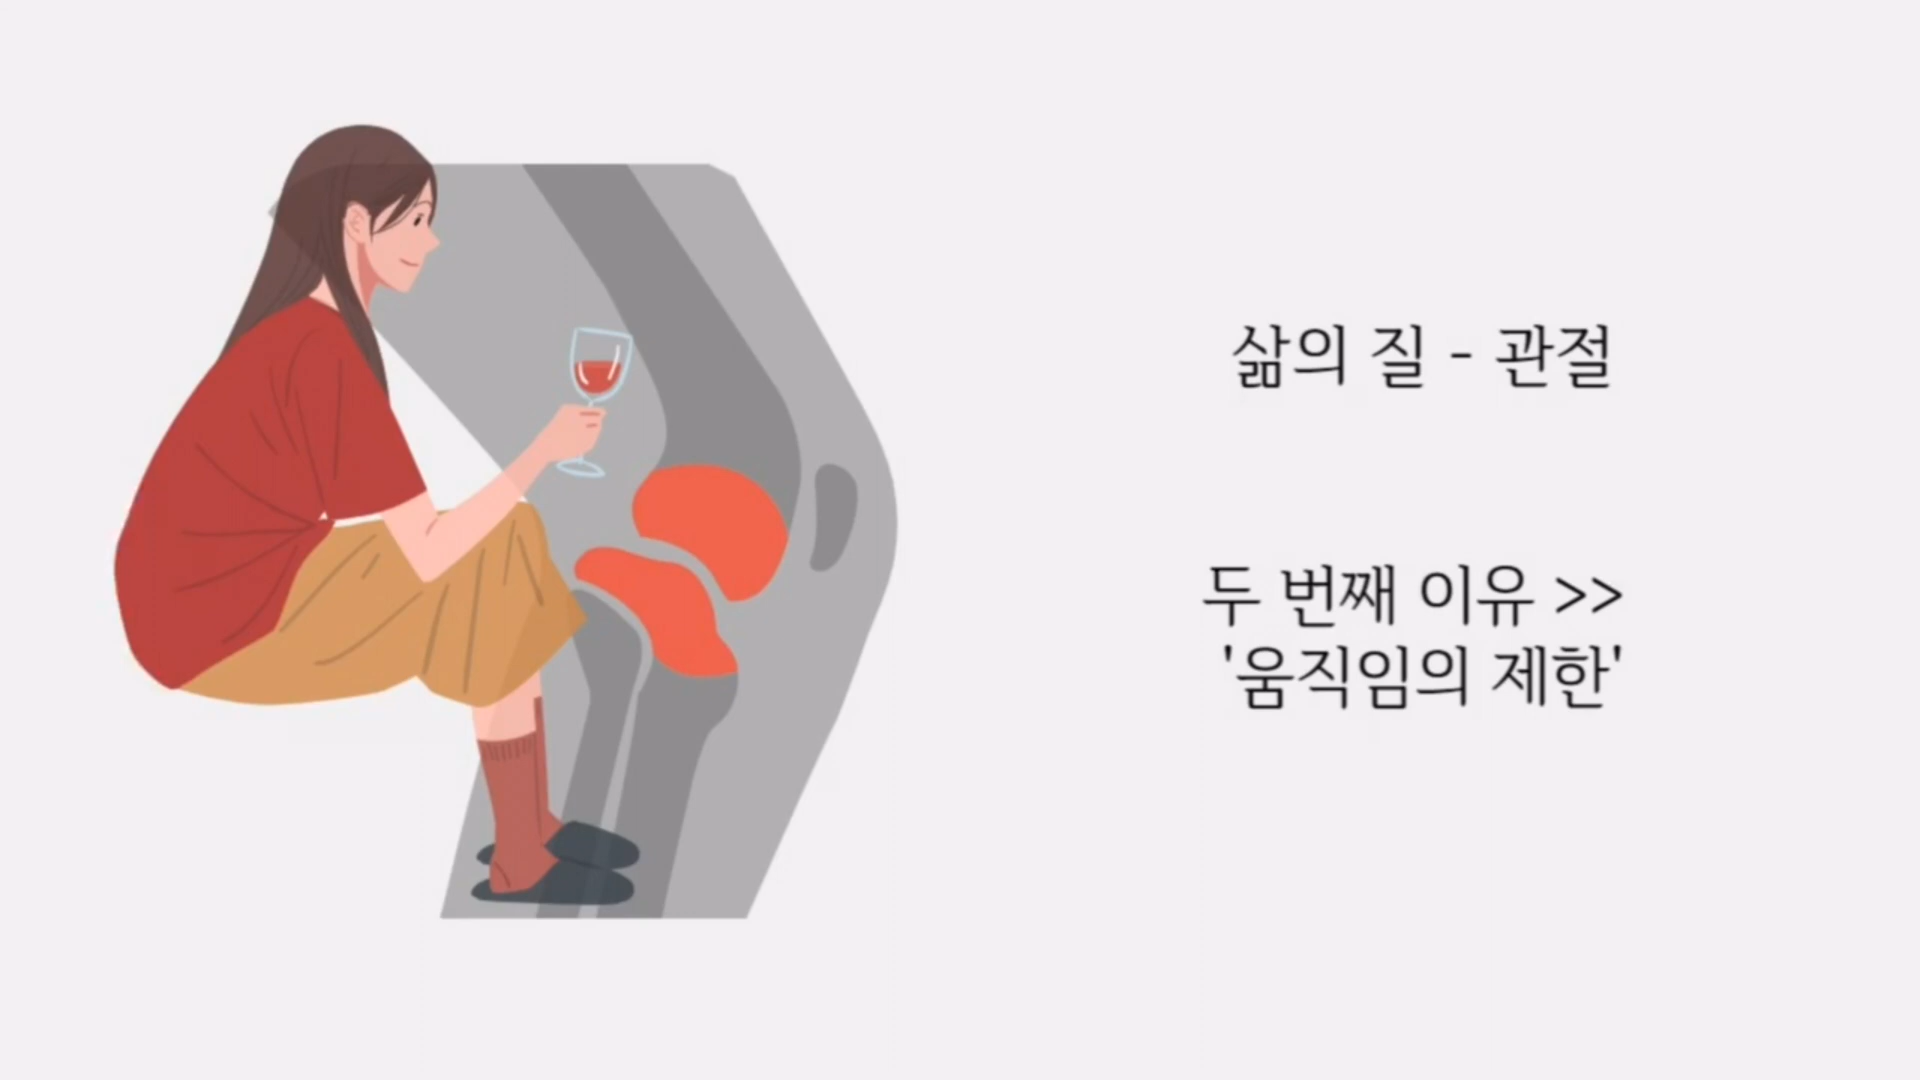 삶의 질 - 관절
두 번째 이유 >>
'움직임의 제한'